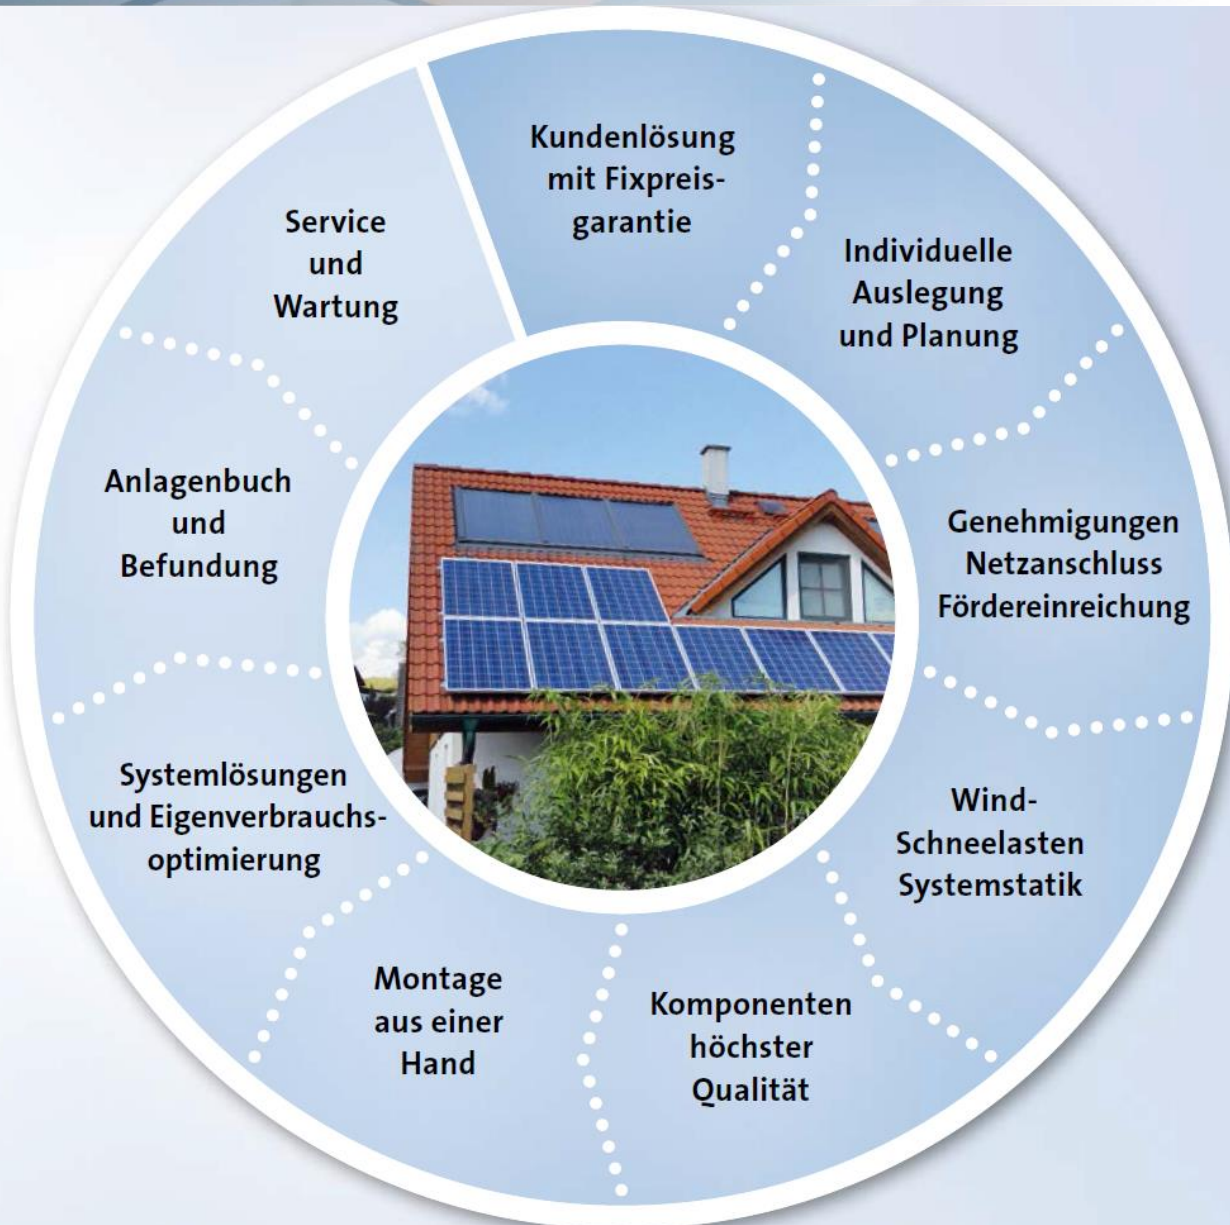 Kundenlösung
mit Fixpreis-
garantie
Individuelle
Auslegung
und Planung
Genehmigungen
Netzanschluss
Fördereinreichung
Wind-
Schneelasten
Systemstatik
Komponenten
höchster
Qualität
Montage
aus einer
Hand
Systemlösungen
und Eigenverbrauchs-
optimierung
Anlagenbuch
und
Befundung
Service
und
Wartung